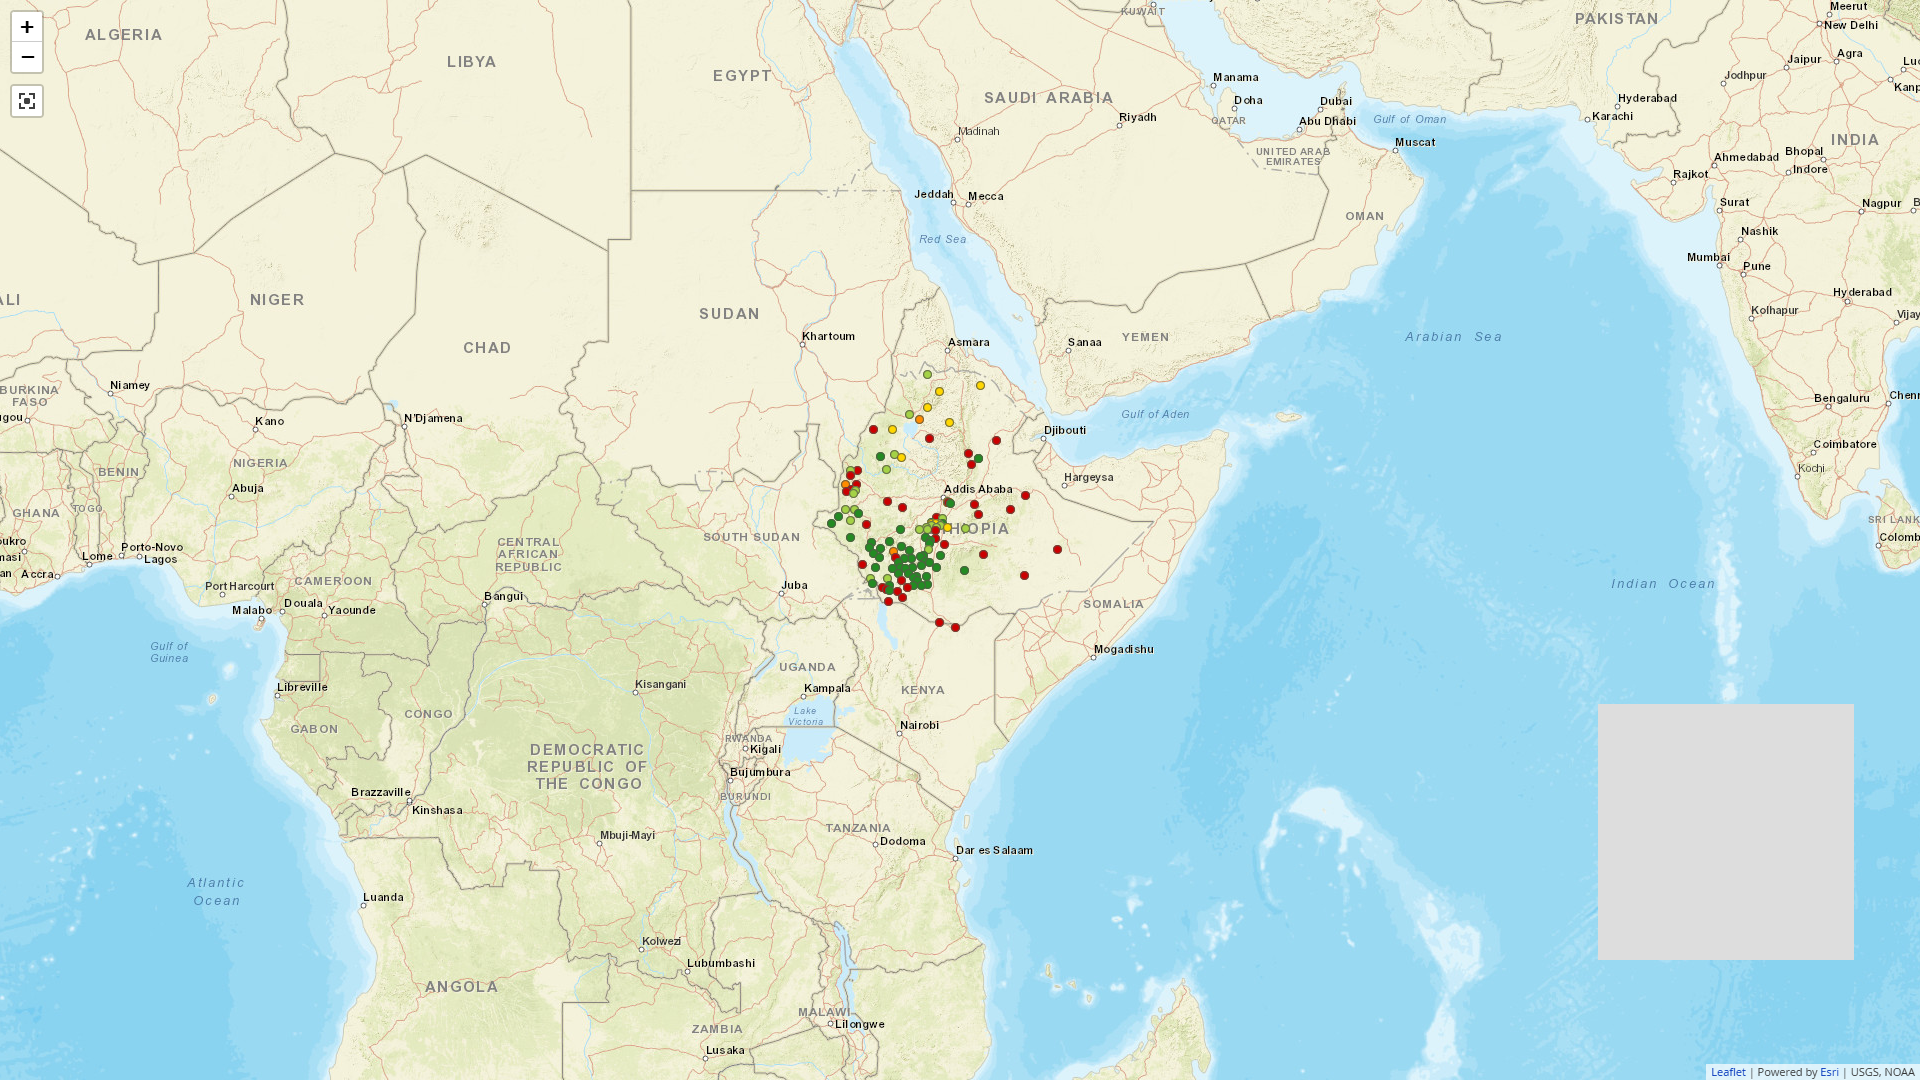 +
−
ALGERIA
LIBYA
EGYPT
SAUDI ARABIA
KUWAIT
PAKISTAN
Meerut
New Delhi
Agra
Jaipur
Jodhpur
Manama
Doha
QATAR
Dubai
Abu Dhabi
Gulf of Oman
Muscat
Hyderabad
Karachi
INDIA
Riyadh
Madinah
UNITED ARAB
EMIRATES
Ahmedabad
Bhopal
Indore
Rajkot
Jeddah
Mecca
Surat
Nagpur
OMAN
Nashik
Red Sea
Mumbai
Pune
Hyderabad
NIGER
SUDAN
Kolhapur
Khartoum
Asmara
Sanaa
YEMEN
Arabian Sea
CHAD
Niamey
BURKINA
FASO
N'Djamena
Kano
Gulf of Aden
Djibouti
Bengaluru
Coimbatore
Kochi
BENIN
NIGERIA
Abuja
Addis Ababa
Hargeysa
GHANA
TOGO
Porto-Novo
Lome
Lagos
Accra
CENTRAL
AFRICAN
REPUBLIC
SOUTH SUDAN
HIOPIA
Port Harcourt
CAMEROON
Juba
Indian Ocean
Bangui
Douala
Yaounde
Malabo
SOMALIA
Gulf of
Guinea
Mogadishu
UGANDA
Kampala
KENYA
Kisangani
Libreville
Lake
Victoria
CONGO
GABON
Nairobi
RWANDA
Kigali
DEMOCRATIC
REPUBLIC OF
THE CONGO
Bujumbura
BURUNDI
Brazzaville
Kinshasa
TANZANIA
Mbuji-Mayi
Dodoma
Dar es Salaam
Atlantic
Ocean
Luanda
Kolwezi
Lubumbashi
ANGOLA
MALAWI
Lilongwe
ZAMBIA
Lusaka
Leaflet | Powered by Esri | USGS, NOAA